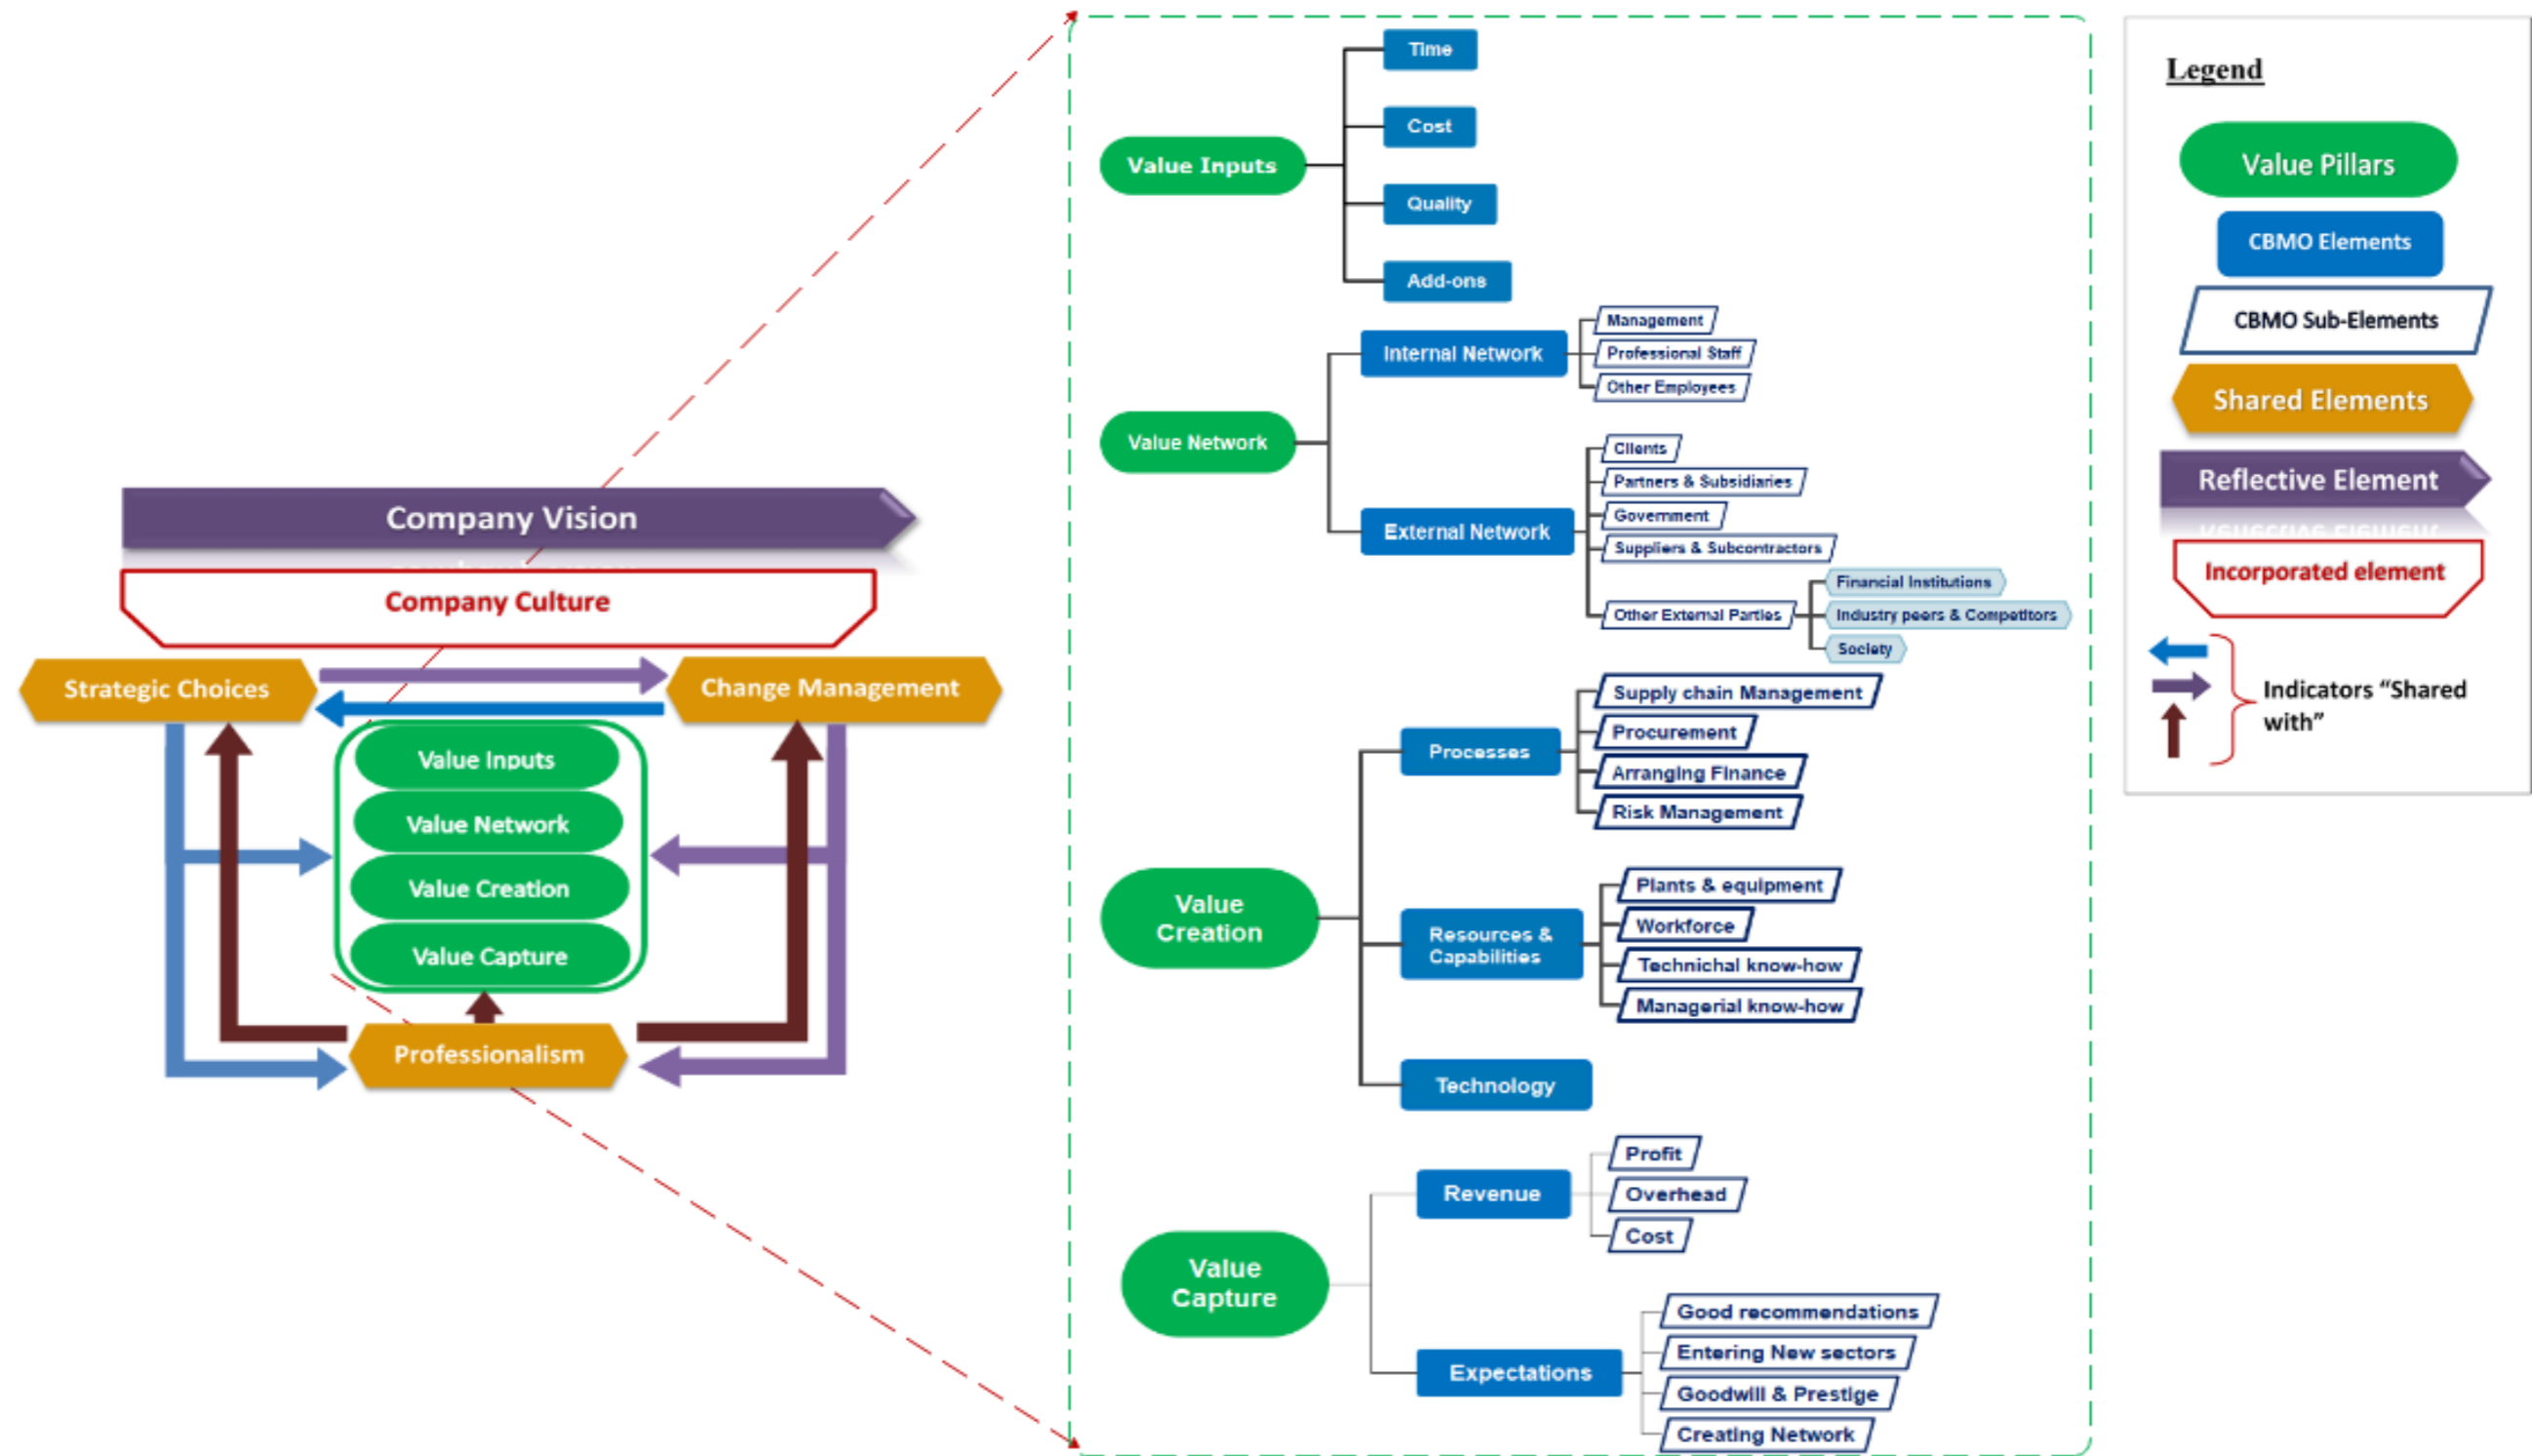 Company Vision
Company Culture
Strategic Choices
Change Management
Value Inputs
Value Network
Value Creation
Value Capture
Professionalism
Value Inputs
Time
Cost
Quality
Add-ons
Value Network
Internal Network
Management
Professional Staff
Other Employees
External Network
Clients
Partners & Subsidiaries
Government
Suppliers & Subcontractors
Other External Parties
Financial Institutions
Industry peers & Competitors
Society
Value
Creation
Processes
Supply chain Management
Procurement
Arranging Finance
Risk Management
Resources &
Capabilities
Plants & equipment
Workforce
Technichal know-how
Managerial know-how
Technology
Value
Capture
Revenue
Profit
Overhead
Cost
Expectations
Good recommendations
Entering New sectors
Goodwill & Prestige
Creating Network
Legend
Value Pillars
CBMO Elements
CBMO Sub-Elements
Shared Elements
Reflective Element
Incorporated element
Indicators “Shared
with”